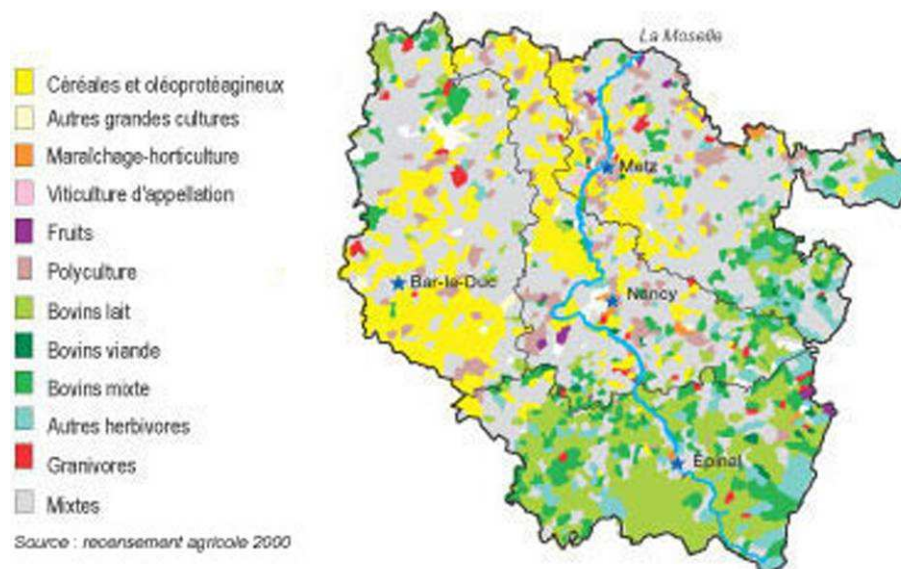 Céréales et oléoprotéagineux
Autres grandes cultures
Maraîchage-horticulture
Viticulture d'appellation
Fruits
Polyculture
Bovins lait
Bovins viande
Bovins mixte
Autres herbivores
Granivores
Mixtes
Source : recensement agricole 2000
La Moselle
Metz
Bar-le-Duc
Nancy
Épinal